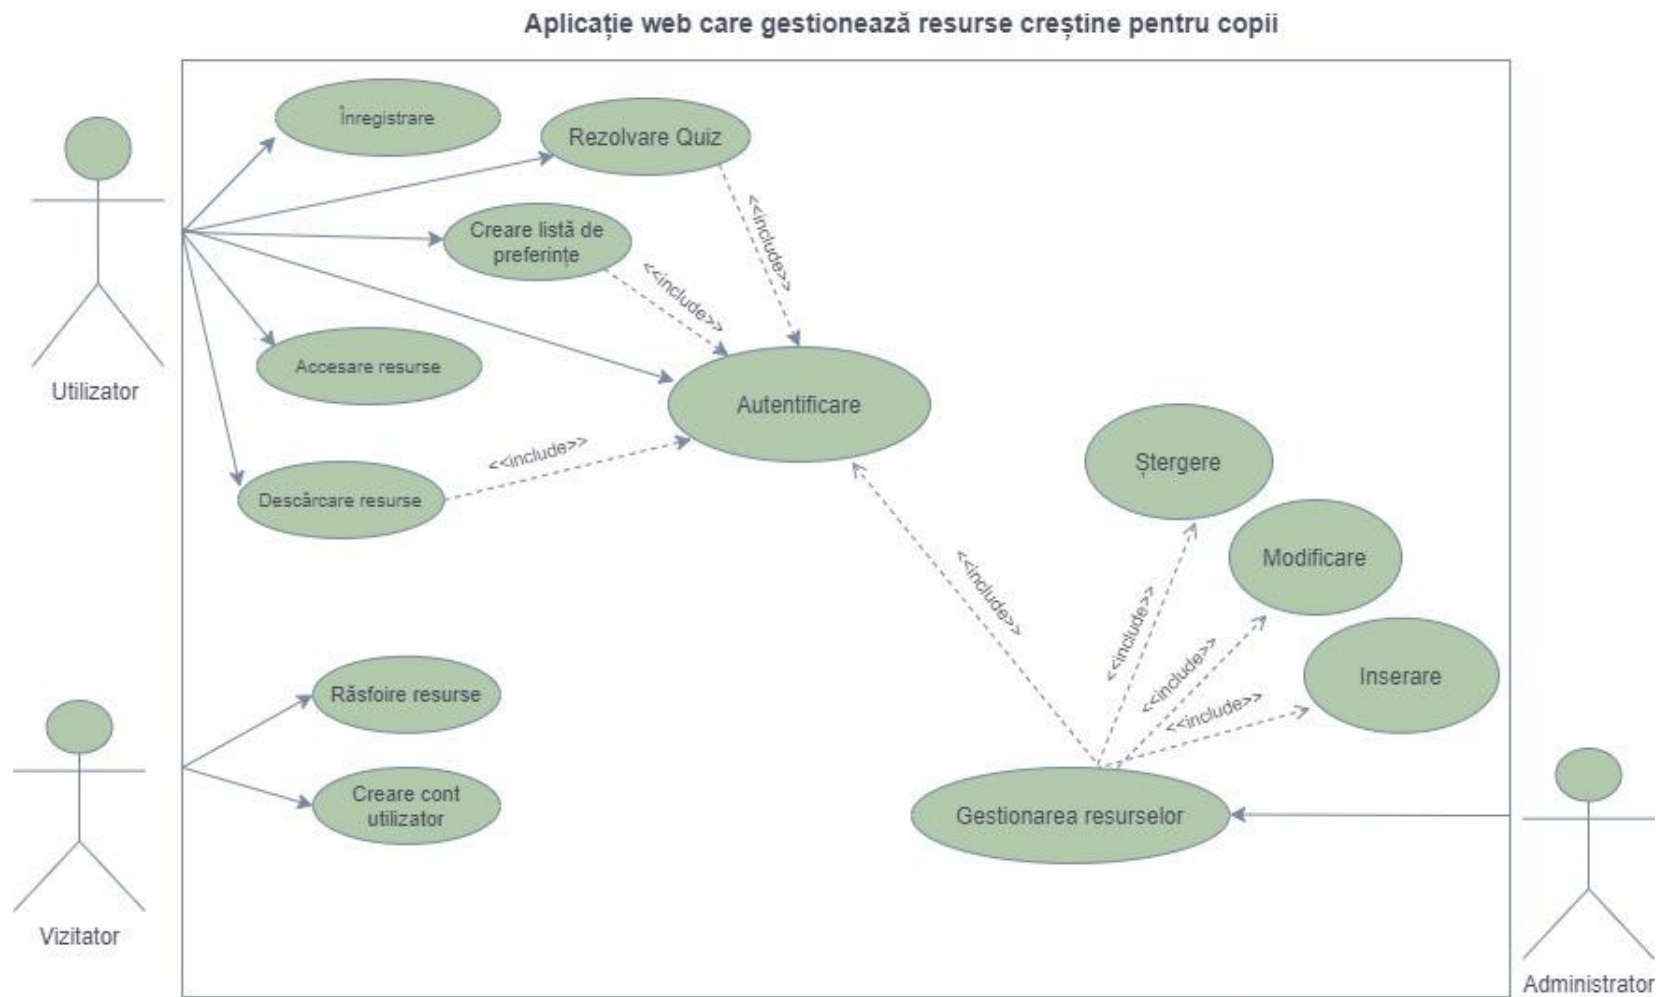 Aplicație web care gestionează resurse creștine pentru copii
Înregistrare
Rezolvare Quiz
<<include>>
Creare listă de
preferințe
<<include>>
Accesare resurse
Utilizator
Autentificare
<<include>>
Descărcare resurse
Ștergere
Modificare
<<include>>
<<include>>
<<include>>
<<include>>
Inserare
Răsfoire resurse
Creare cont
utilizator
Gestionarea resurselor
Vizitator
Administrator